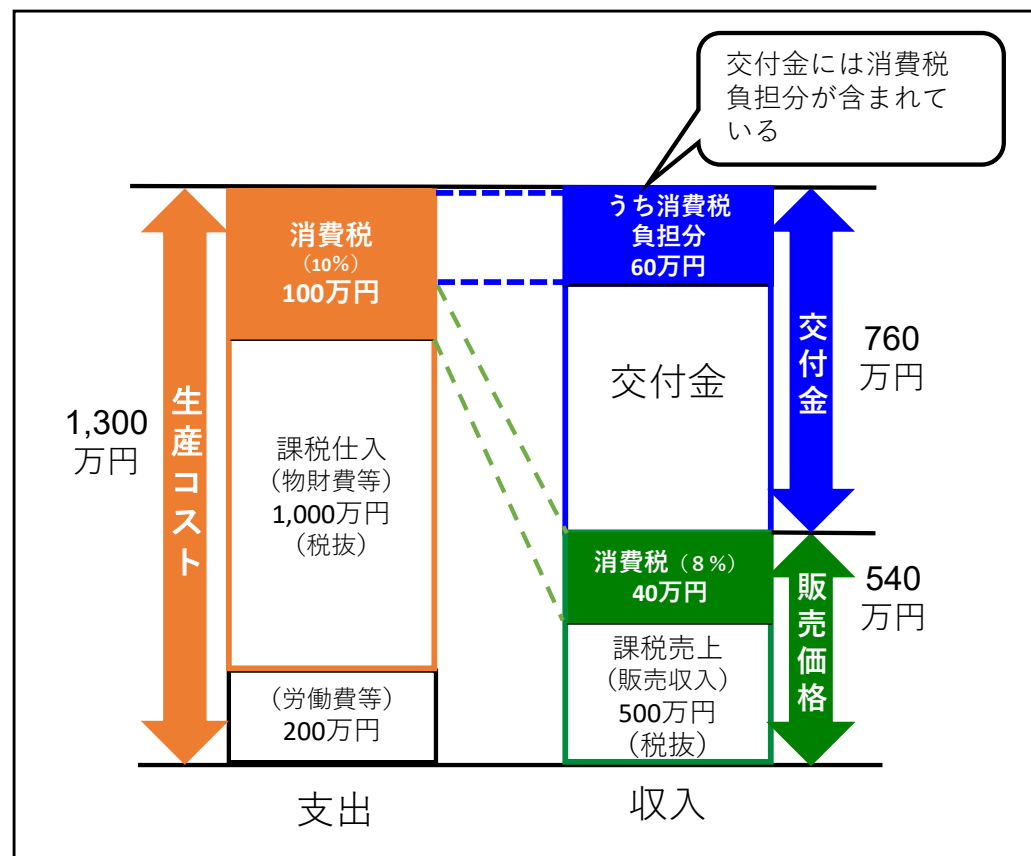 交付金には消費税
負担分が含まれて
いる
消費税
（10%）
100万円
課税仕入
（物財費等）
1,000万円
（税抜）
（労働費等）
200万円
生産コスト
1,300
万円
支出
うち消費税
負担分
60万円
交付金
消費税（８％）
40万円
課税売上
（販売収入）
500万円
（税抜）
収入
交付金
760
万円
販売価格
540
万円